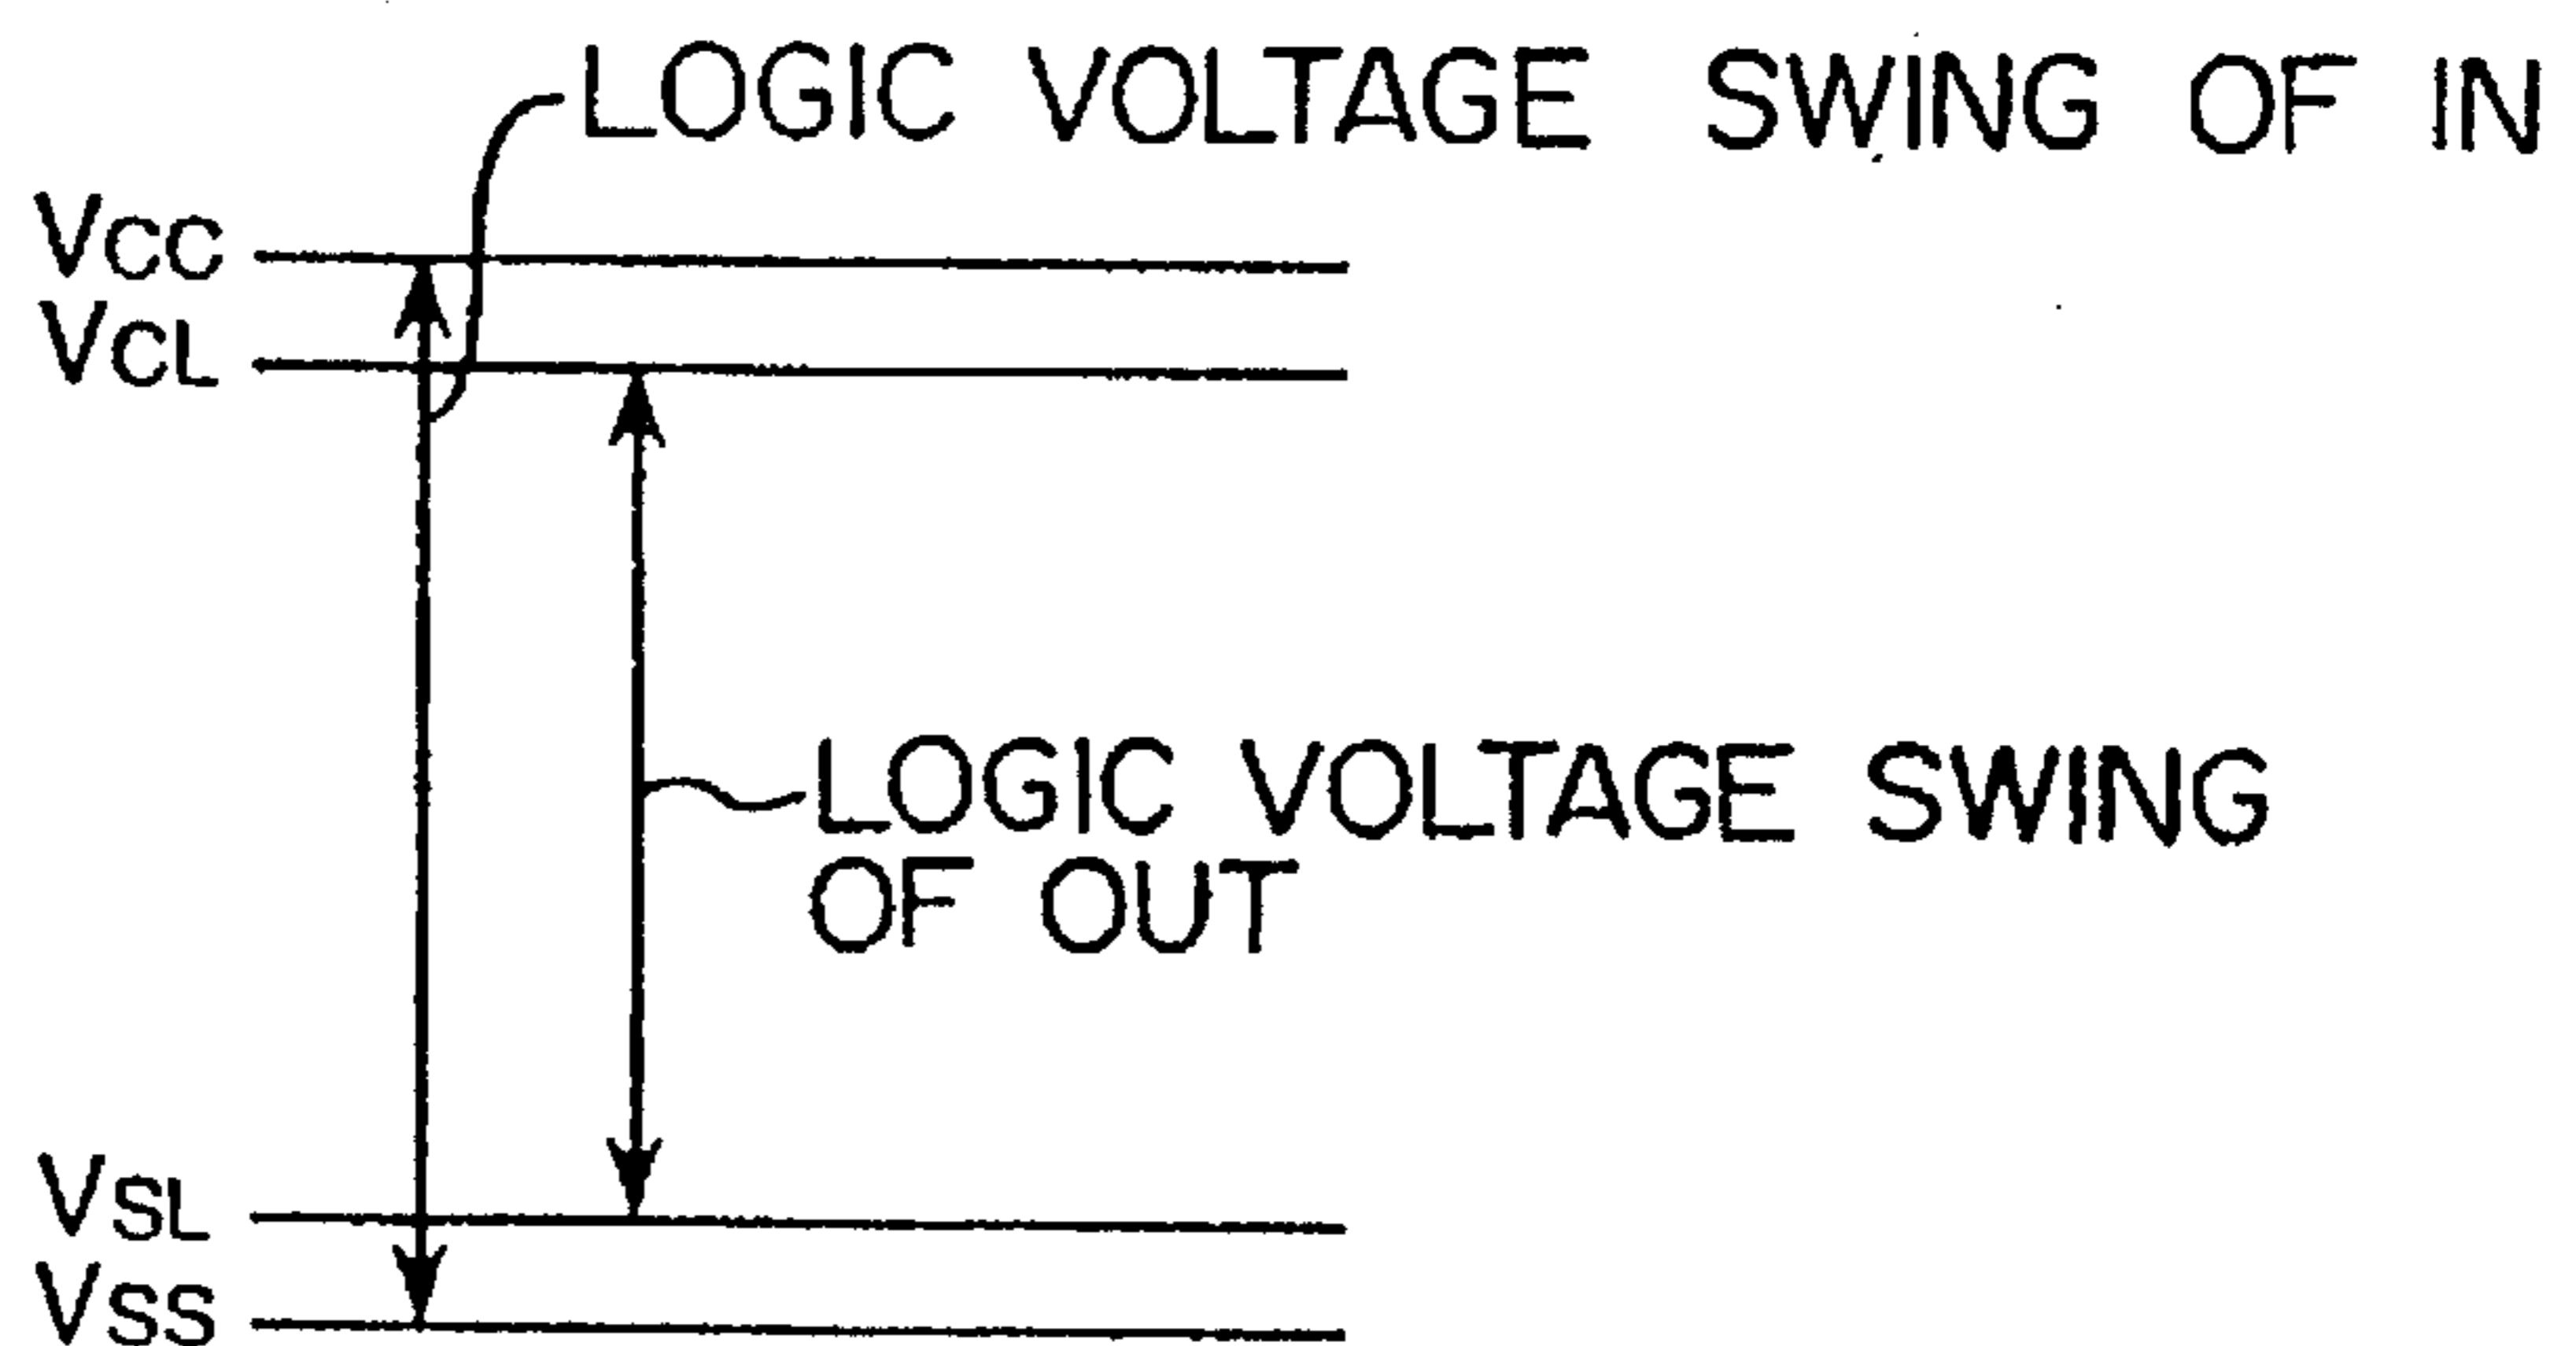 LOGIC VOLTAGE SWING OF IN
VCC
VCL
LOGIC VOLTAGE SWING
OF OUT
VSL
VSS